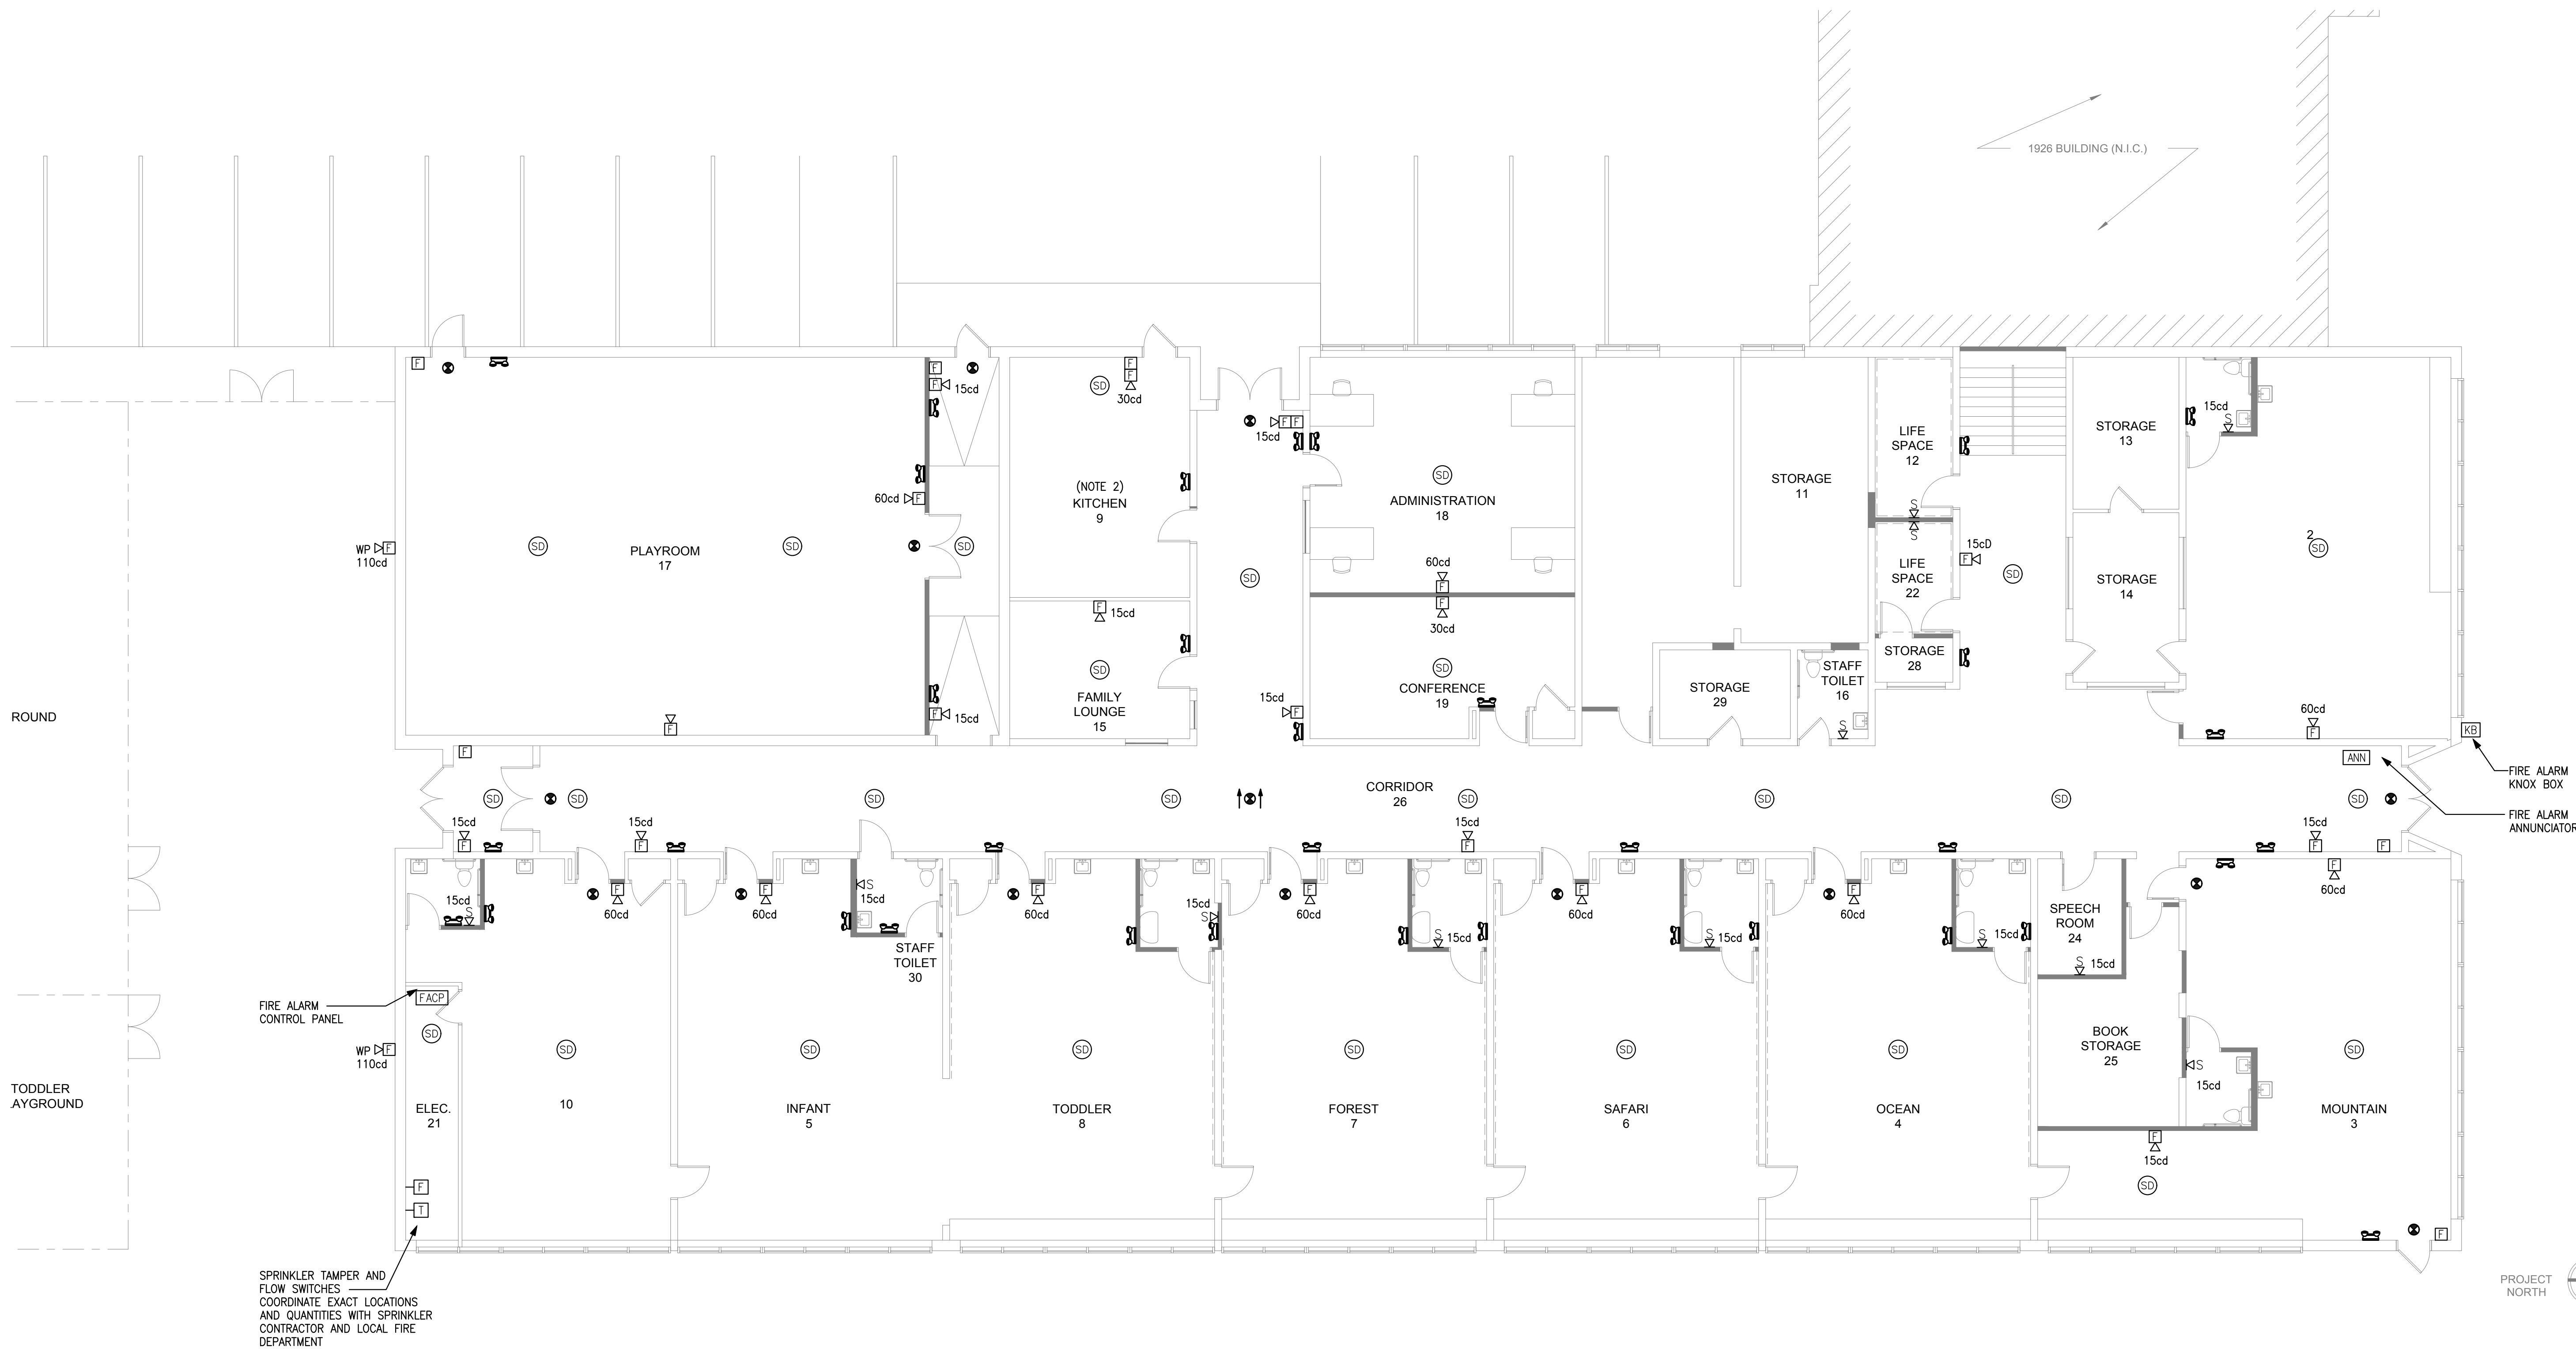 1926 BUILDING (N.I.C.)
F
F
15cd
SD
F
F
30cd
15cd
F
F
15cd
S
LIFE
SPACE
12
STORAGE
13
SD
(NOTE 2)
KITCHEN
9
SD
ADMINISTRATION
18
STORAGE
11
60cd
F
S
S
WP
F
110cd
SD
PLAYROOM
17
SD
SD
SD
60cd
F
F
30cd
LIFE
SPACE
22
15cD
F
SD
STORAGE
14
2
SD
F
15cd
SD
FAMILY
LOUNGE
15
SD
CONFERENCE
19
STORAGE
28
STAFF
TOILET
16
S
STORAGE
29
ROUND
F
F
15cd
15cd
F
60cd
F
KB
FIRE ALARM
KNOX BOX
F
ANN
FIRE ALARM
ANNUNCIATOR
CORRIDOR
26
SD
SD
SD
SD
SD
SD
SD
SD
15cd
F
15cd
F
15cd
F
15cd
F
F
15cd
S
F
60cd
F
60cd
S
15cd
STAFF
TOILET
30
F
60cd
15cd
S
F
60cd
S
15cd
F
60cd
S
15cd
F
60cd
S
15cd
SPEECH
ROOM
24
S
15cd
F
60cd
FIRE ALARM
CONTROL PANEL
FACP
SD
WP
F
110cd
SD
SD
SD
SD
SD
SD
BOOK
STORAGE
25
S
15cd
SD
TODDLER
AYGROUND
ELEC.
21
10
INFANT
5
TODDLER
8
FOREST
7
SAFARI
6
OCEAN
4
MOUNTAIN
3
F
15cd
SD
F
T
F
SPRINKLER TAMPER AND
FLOW SWITCHES
COORDINATE EXACT LOCATIONS
AND QUANTITIES WITH SPRINKLER
CONTRACTOR AND LOCAL FIRE
DEPARTMENT
PROJECT
NORTH